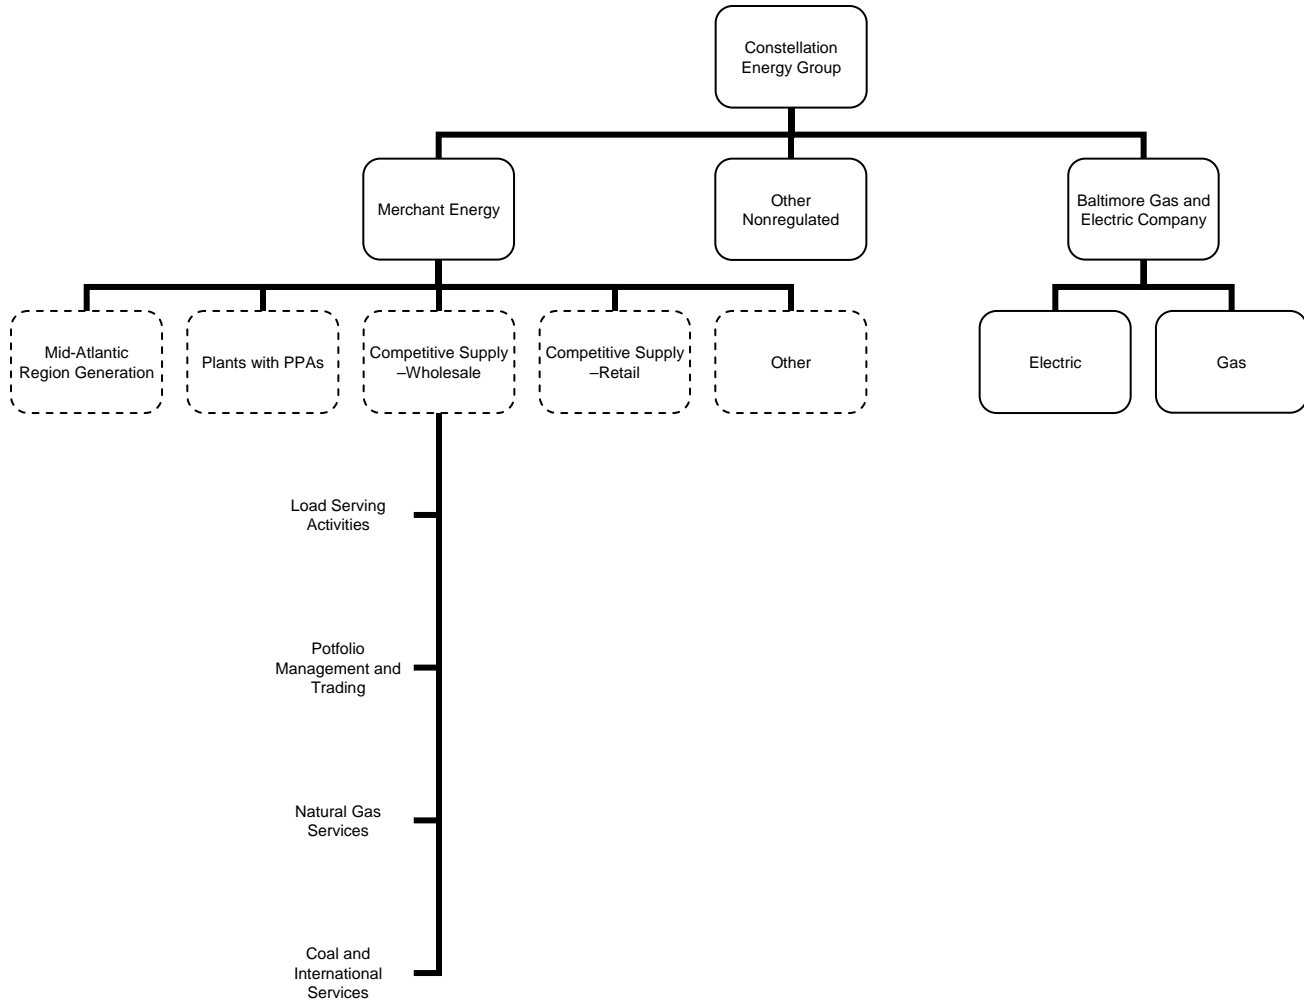 Constellation
Energy Group
Merchant Energy
Other
Nonregulated
Baltimore Gas and
Electric Company
Mid-Atlantic
Region Generation
Plants with PPAs
Competitive Supply
–Wholesale
Competitive Supply
–Retail
Other
Electric
Gas
Load Serving
Activities
Potfolio
Management and
Trading
Natural Gas
Services
Coal and
International
Services